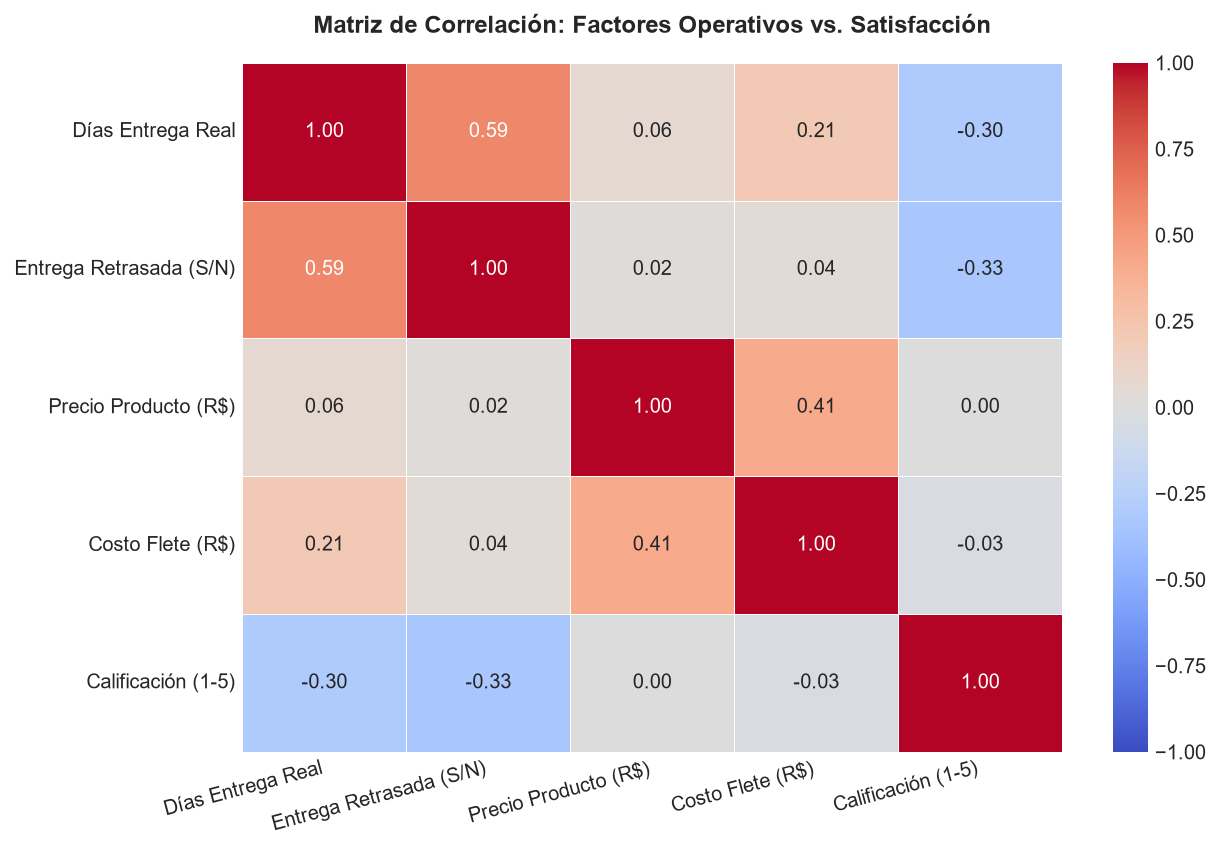 Matriz de Correlación: Factores Operativos vs. Satisfacción
Días Entrega Real 1.00 0.59 0.06 0.21 -0.30
Entrega Retrasada (S/N) 0.59 1.00 0.02 0.04 -0.33
Precio Producto (R$) 0.06 0.02 1.00 0.41 0.00
Costo Flete (R$) 0.21 0.04 0.41 1.00 -0.03
Calificación (1-5) -0.30 -0.33 0.00 -0.03 1.00
Días Entrega Real
Entrega Retrasada (S/N)
Precio Producto (R$)
Costo Flete (R$)
Calificación (1-5)
1.00
0.75
0.50
0.25
0.00
−0.25
−0.50
−0.75
−1.00